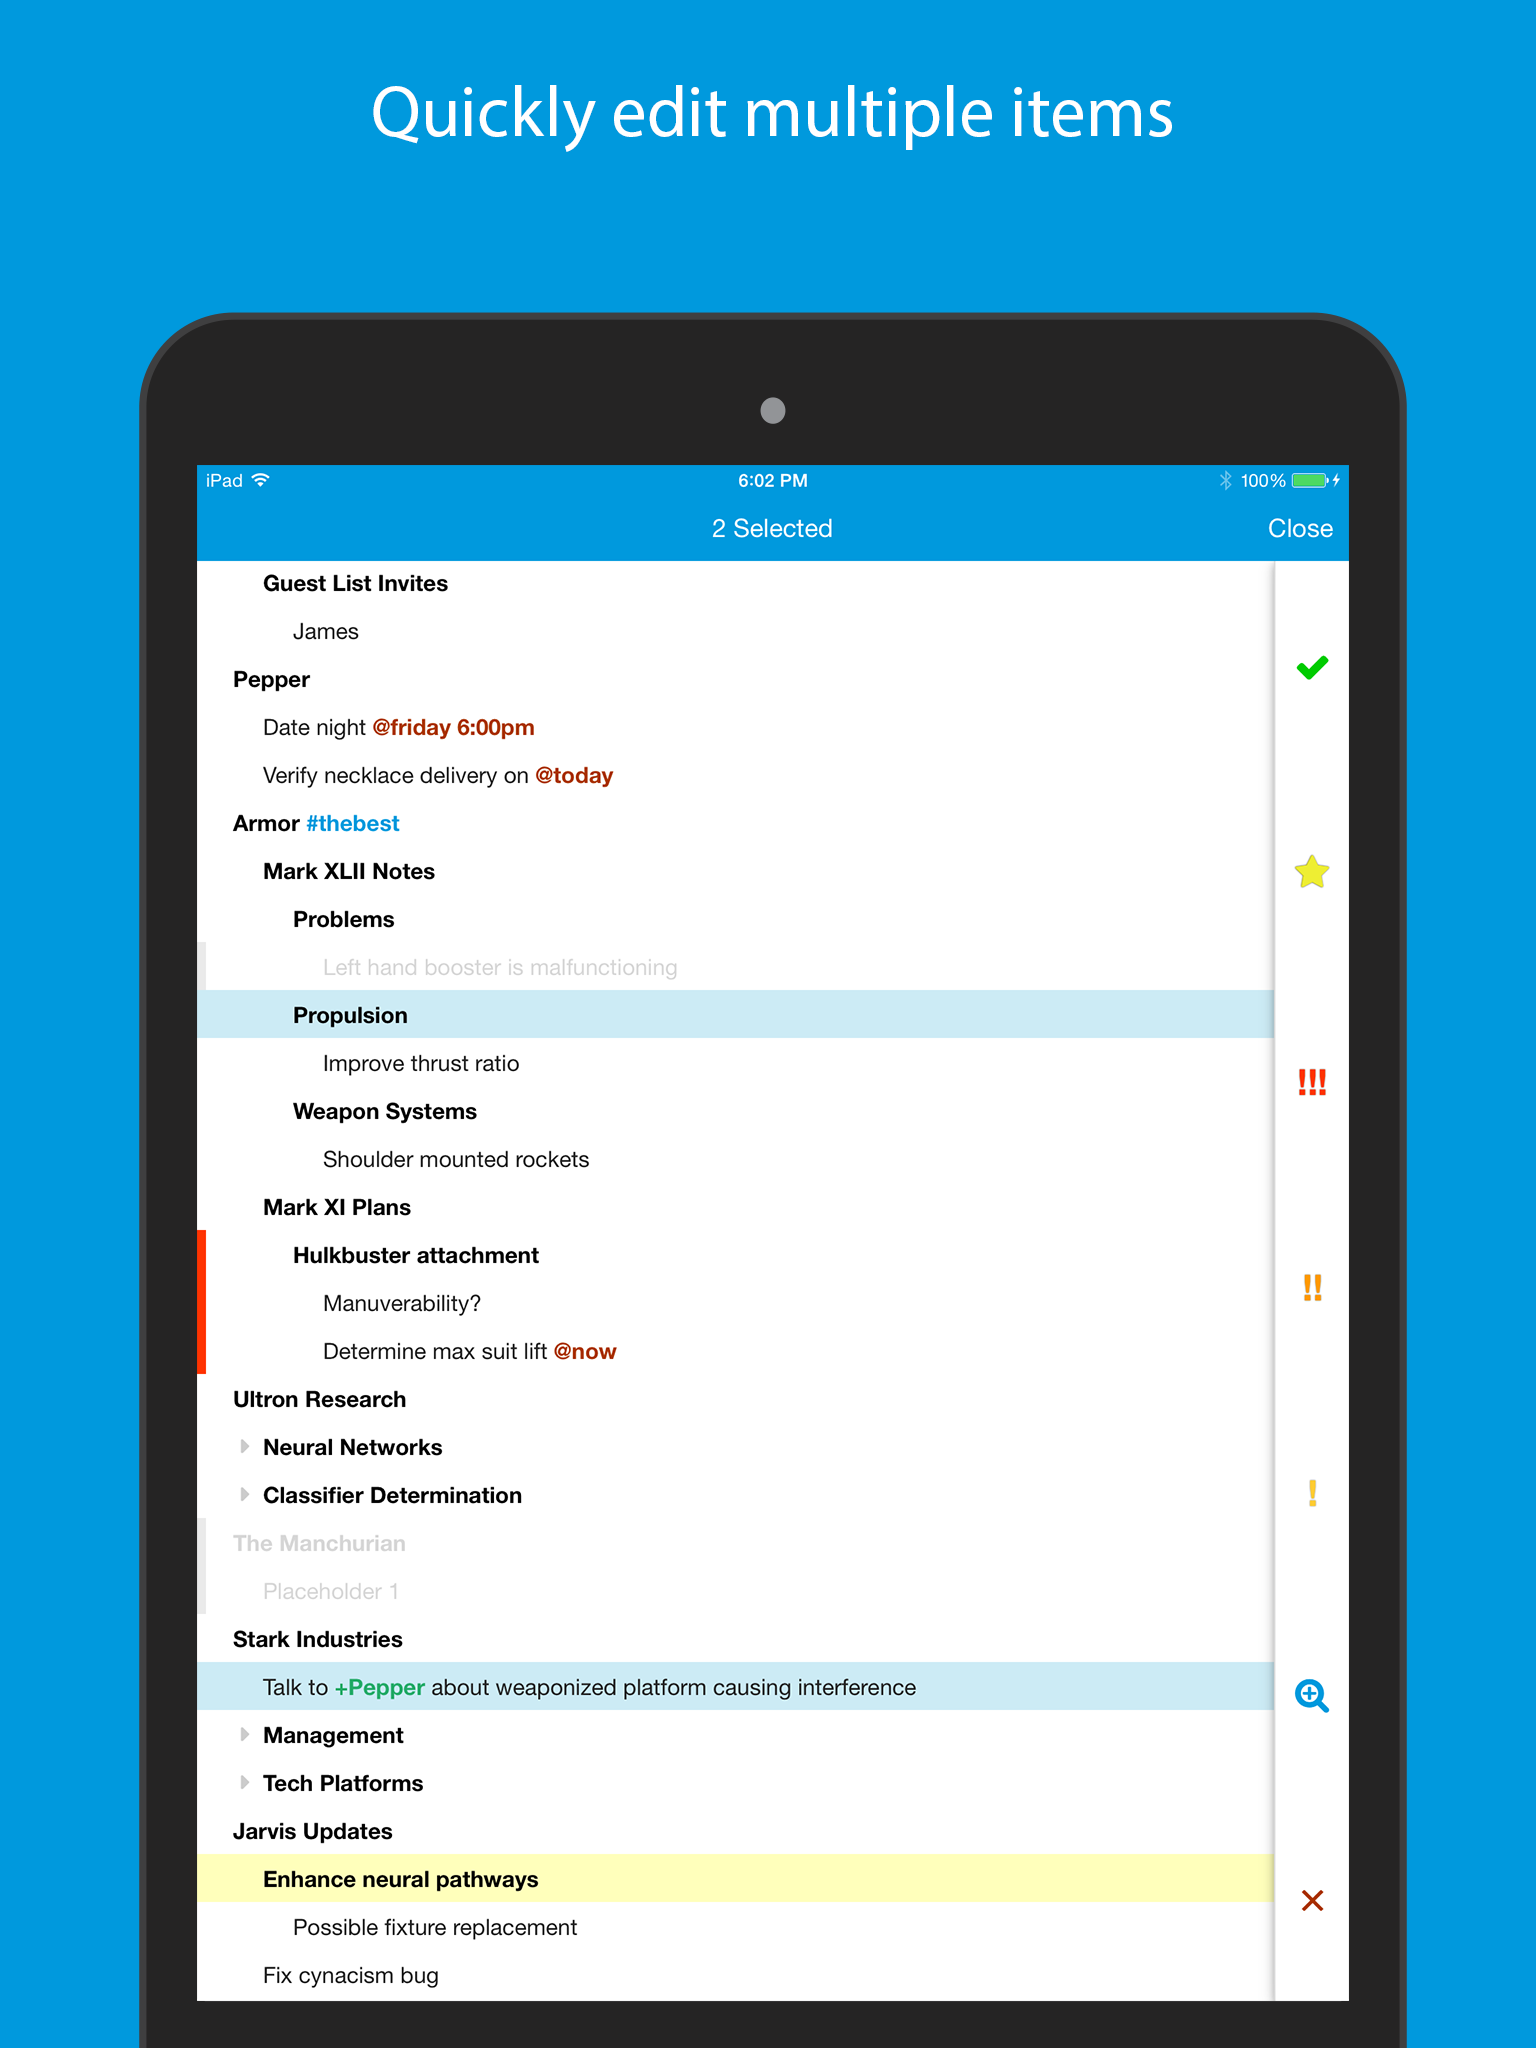 Quickly edit multiple items
iPad 6:02 PM 100%
2 Selected Close
Guest List Invites
James
Pepper
Date night @friday 6:00pm
Verify necklace delivery on @today
Armor #thebest
Mark XLII Notes
Problems
Left hand booster is malfunctioning
Propulsion
Improve thrust ratio
!!!
Weapon Systems
Shoulder mounted rockets
Mark XI Plans
Hulkbuster attachment
!!
Manuverability?
Determine max suit lift @now
Ultron Research
Neural Networks
Classifier Determination
!
The Manchurian
Placeholder 1
Stark Industries
Talk to +Pepper about weaponized platform causing interference
Management
Tech Platforms
Jarvis Updates
Enhance neural pathways
Possible fixture replacement
Fix cynacism bug